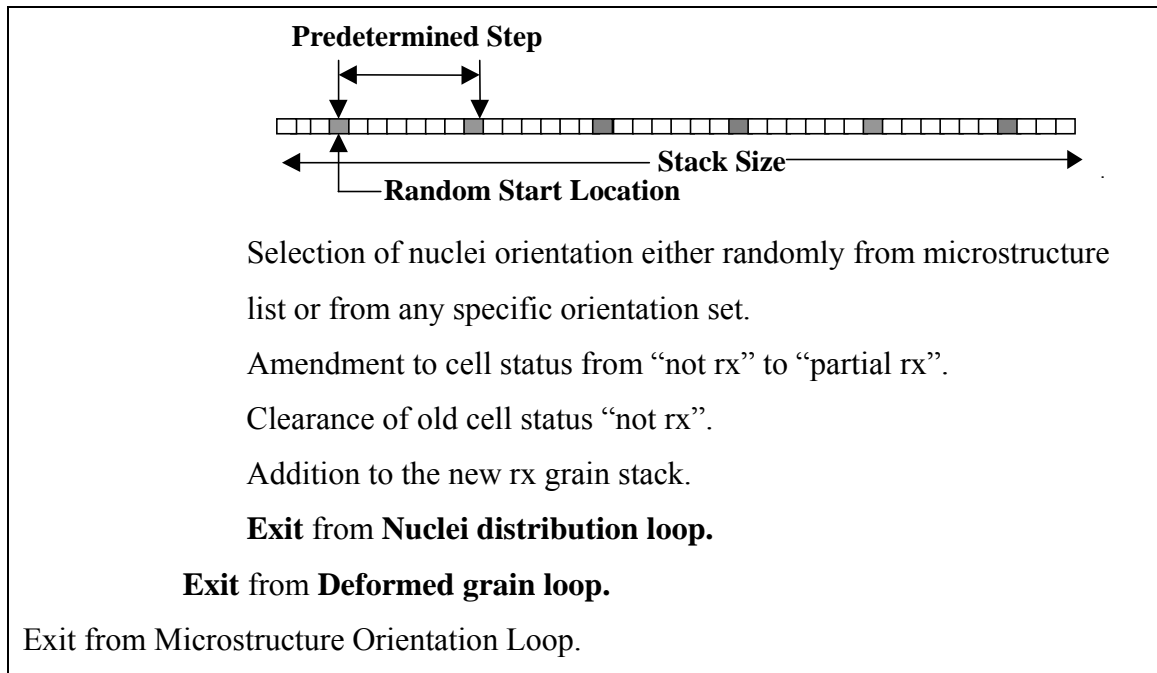 Predetermined Step
Stack Size
Random Start Location
Selection of nuclei orientation either randomly from microstructure
list or from any specific orientation set.
Amendment to cell status from “not rx” to “partial rx”.
Clearance of old cell status “not rx”.
Addition to the new rx grain stack.
Exit from Nuclei distribution loop.
Exit from Deformed grain loop.
Exit from Microstructure Orientation Loop.